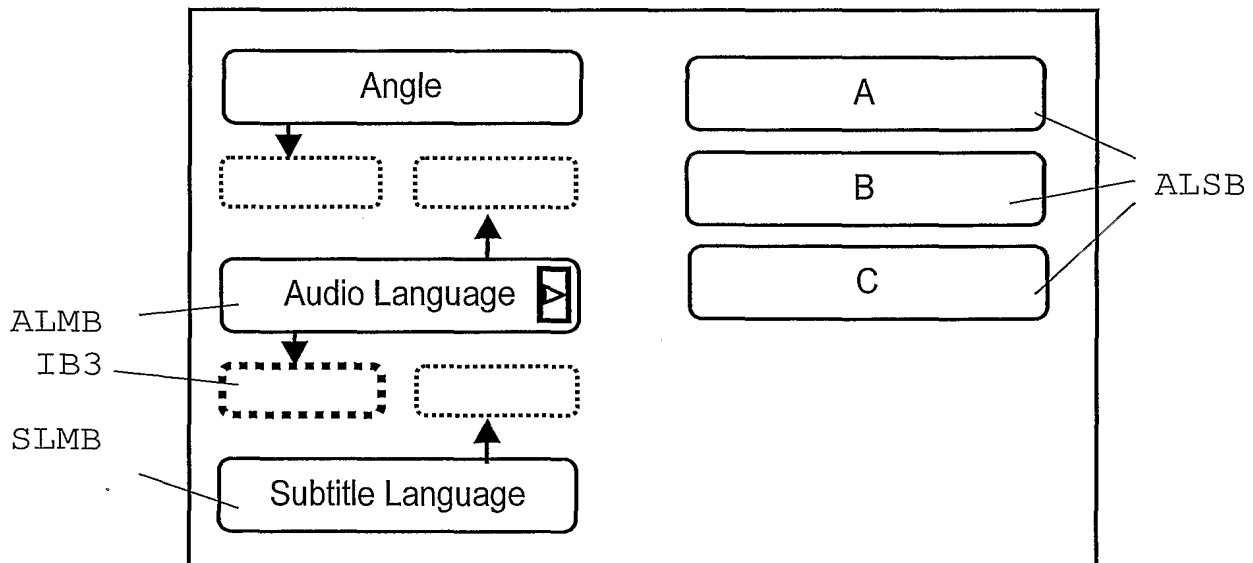 Angle
A
B
ALSB
Audio Language
C
ALMB
IB3
SLMB
Subtitle Language